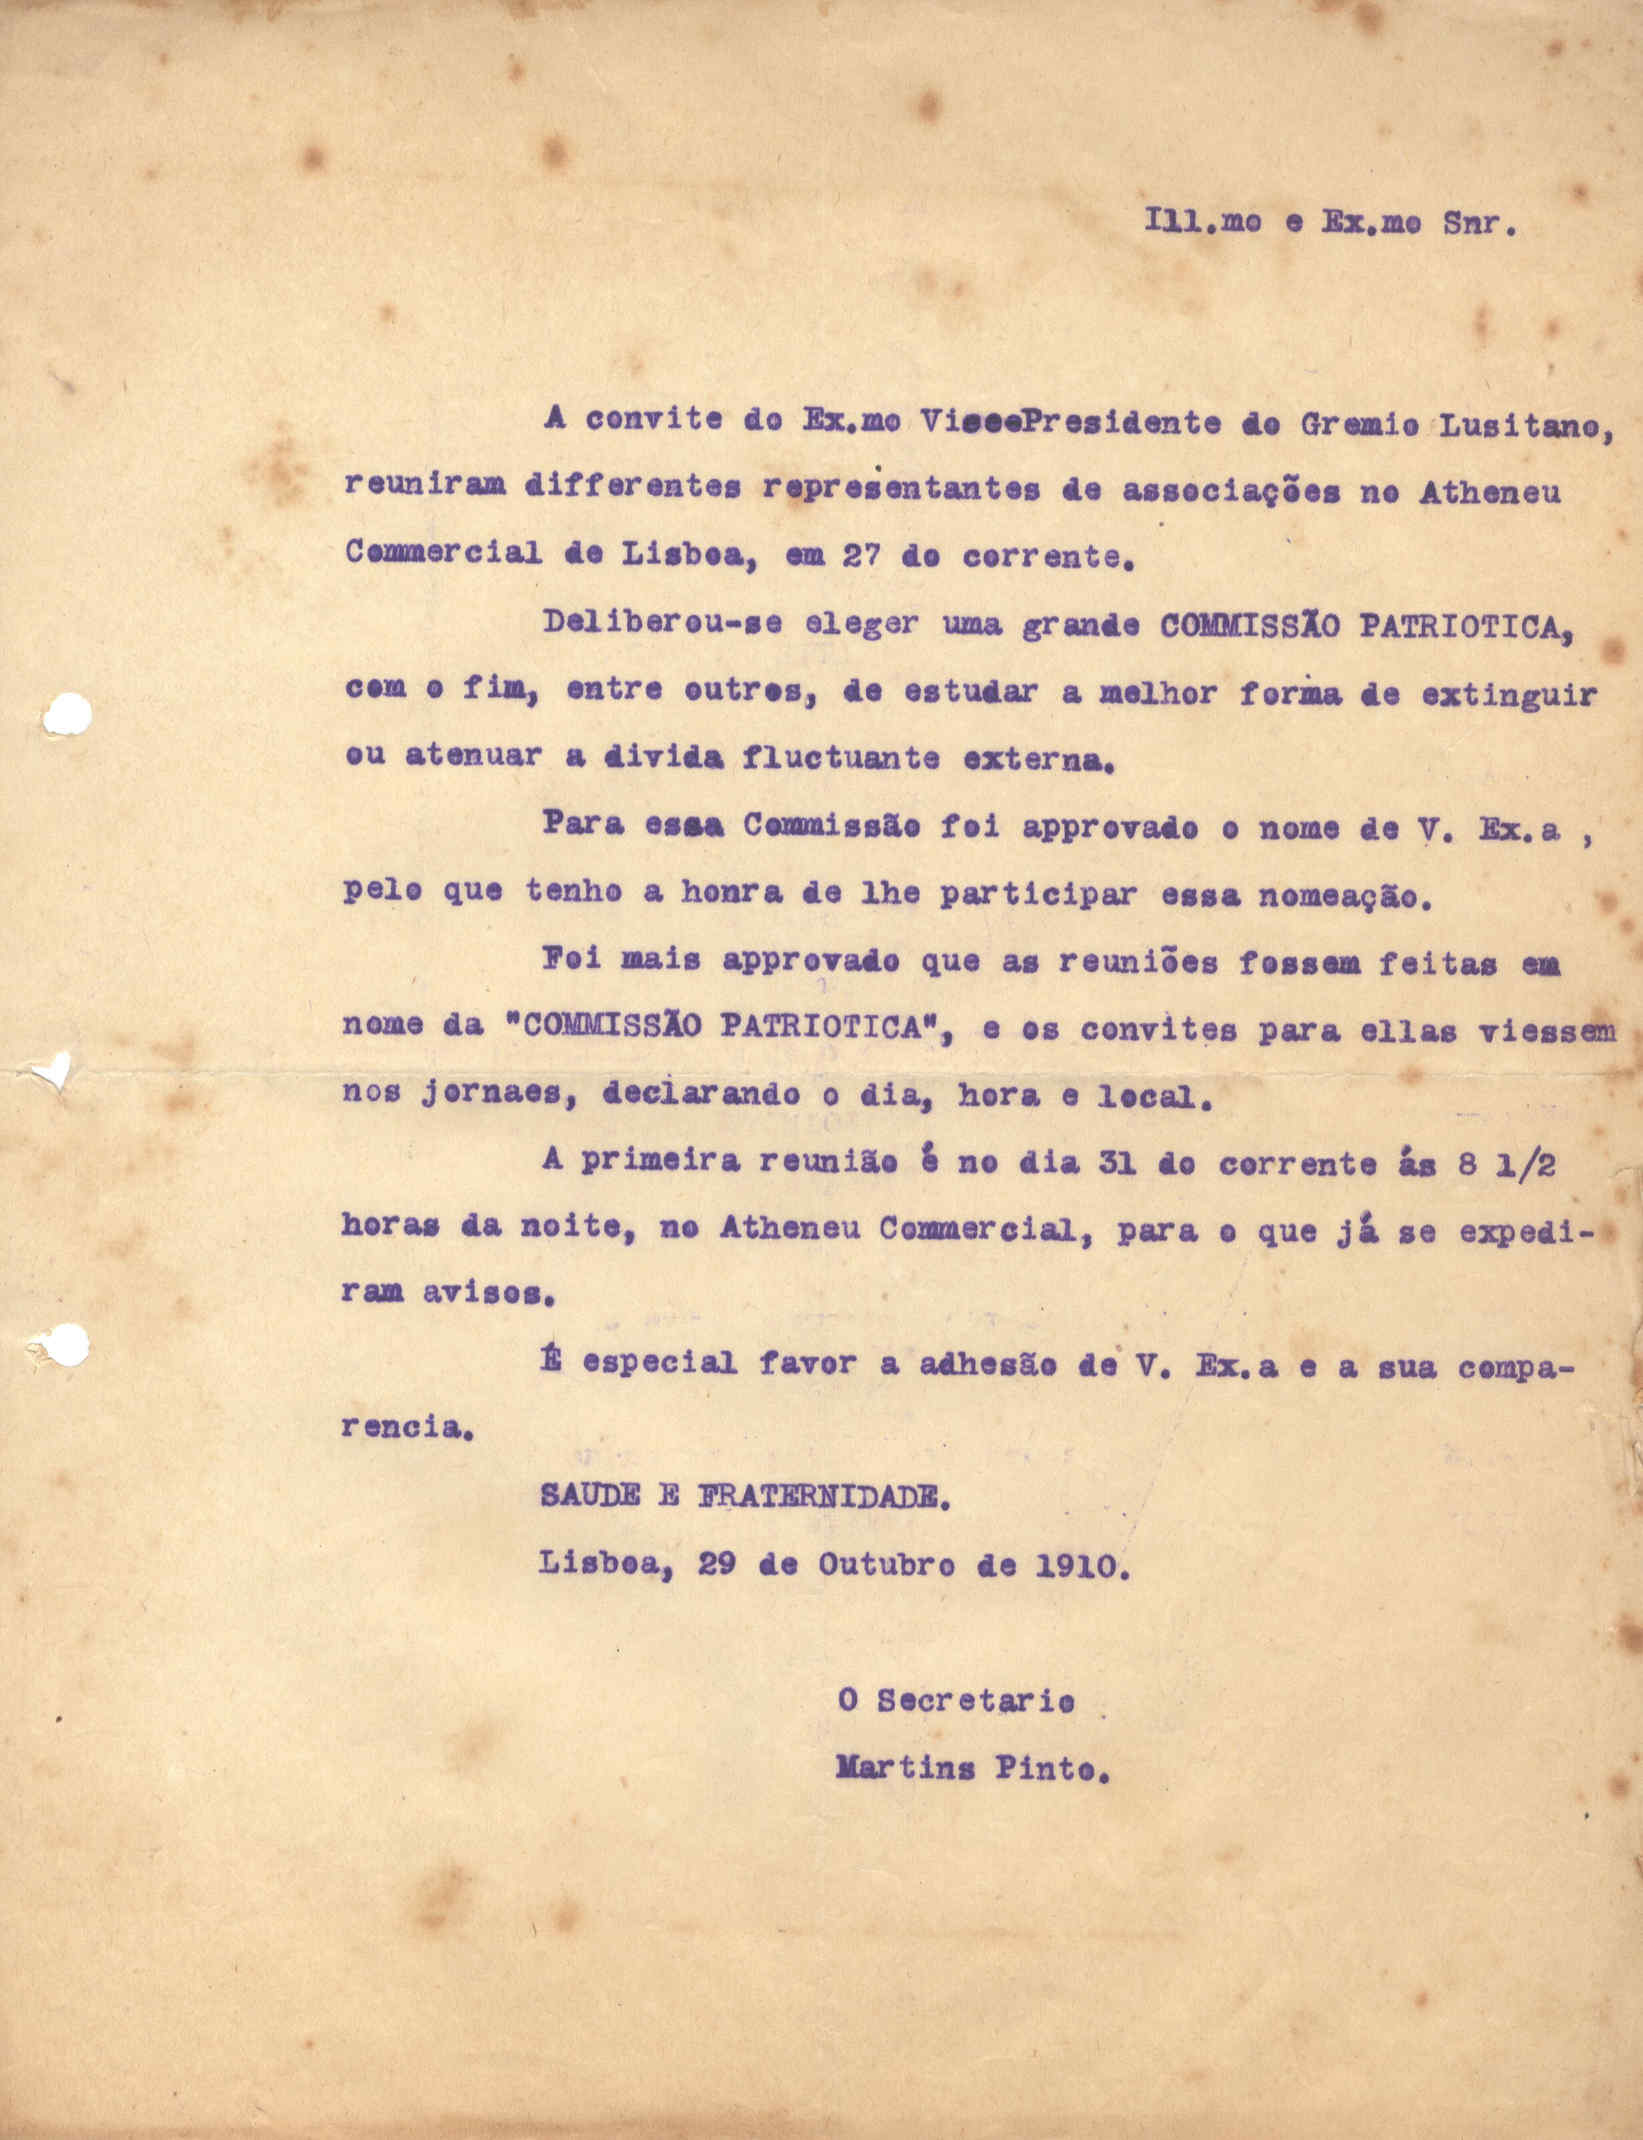 Ill.mo e Ex.mo Snr.
A convite do Ex.mo VicePresidente do Gremio Lusitano,
reuniram differentes representantes de associações no Atheneu
Commercial de Lisboa, em 27 do corrente.
Deliberou-se eleger uma grande COMMISSÃO PATRIOTICA,
com o fim, entre outros, de estudar a melhor forma de extinguir
ou atenuar a divida fluctuante externa.
Para essa Commissão foi approvado o nome de V. Ex.a ,
pelo que tenho a honra de lhe participar essa nomeação.
Foi mais approvado que as reuniões fossem feitas em
nome da "COMMISSÃO PATRIOTICA", e os convites para ellas viessem
nos jornaes, declarando o dia, hora e local.
A primeira reunião é no dia 31 do corrente ás 8 1/2
horas da noite, no Atheneu Commercial, para o que já se expedi-
ram avisos.
É especial favor a adhesão de V. Ex.a e a sua compa-
rencia.
SAUDE E FRATERNIDADE.
Lisboa, 29 de Outubro de 1910.
O Secretario
Martins Pinto.